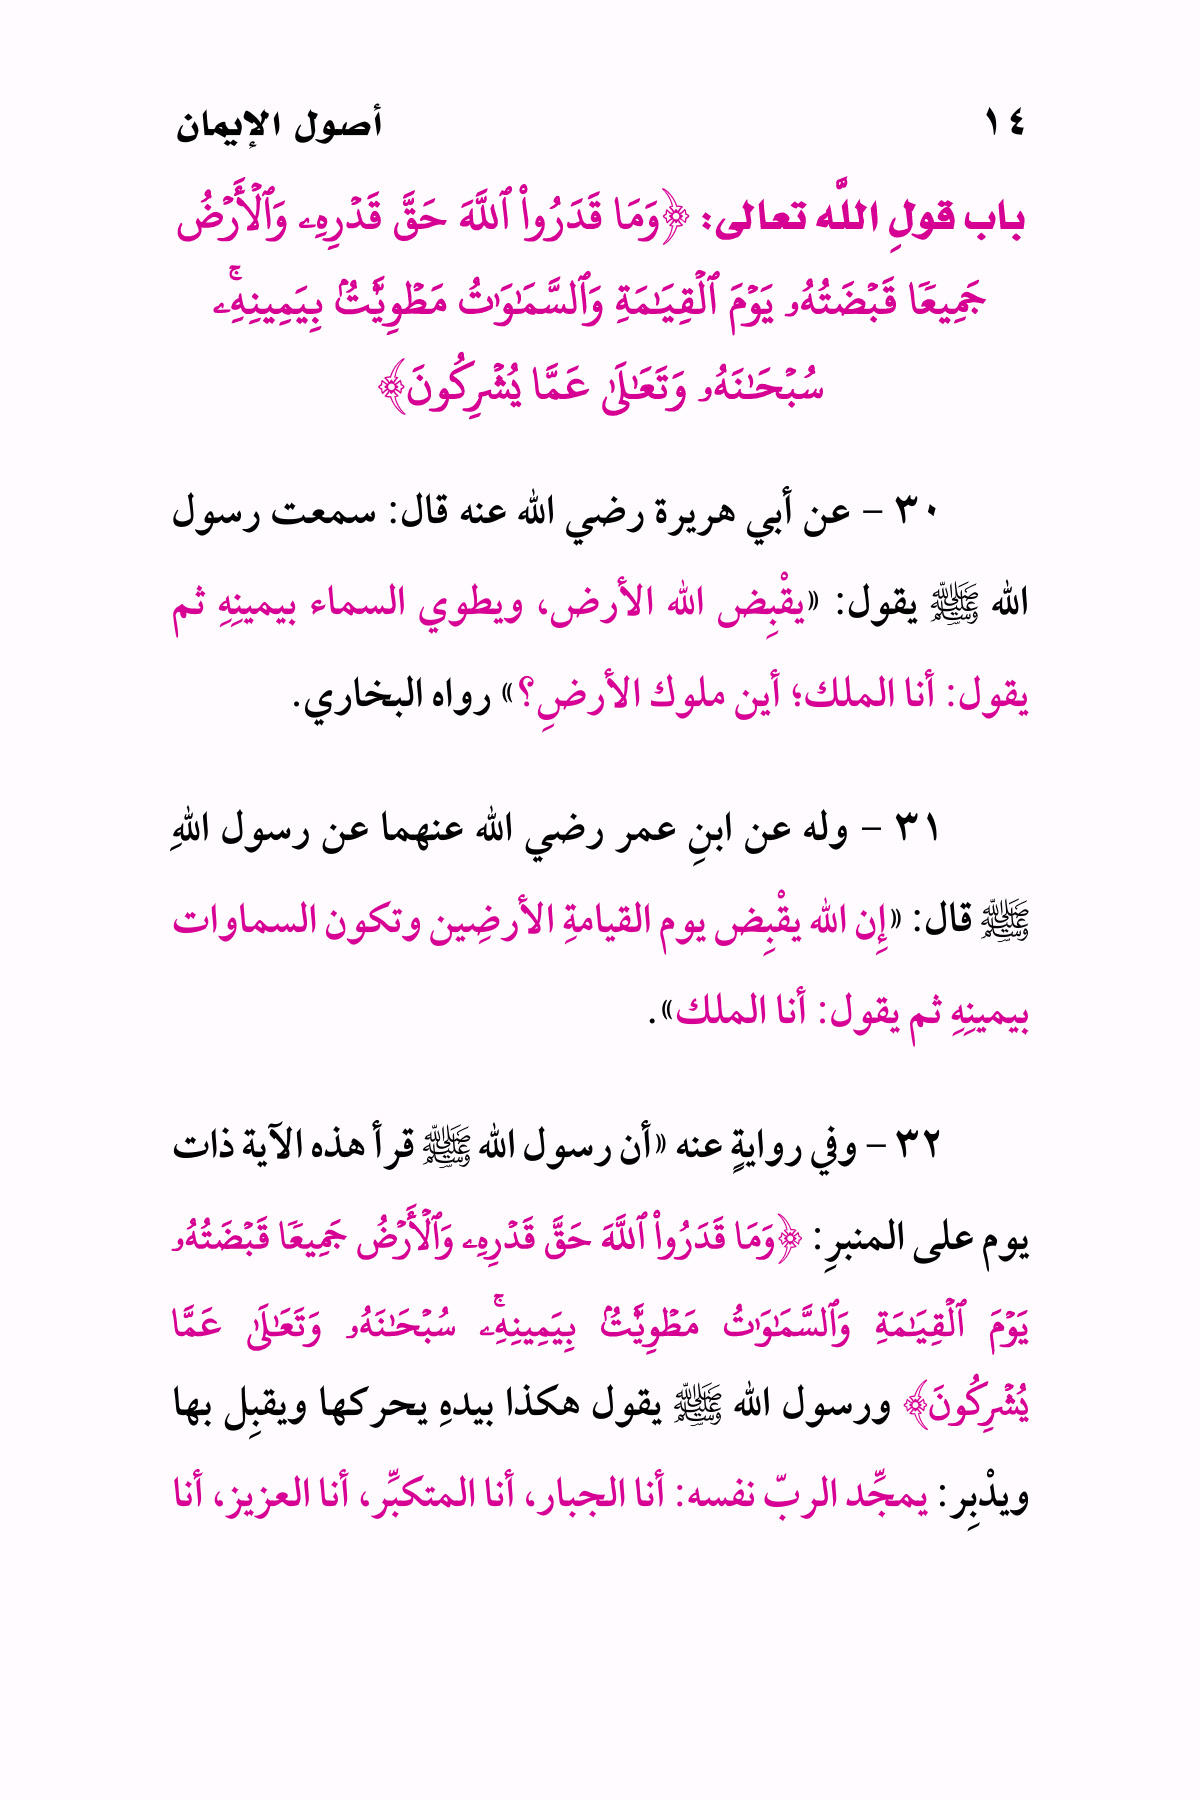 ١٤ أصول الإيمان
باب قولِ اللَّه تعالى: ﴿وَمَا قَدَرُواْ ٱللَّهَ حَقَّ قَدۡرِهِۦ وَٱلۡأَرۡضُ
جَمِيعٗا قَبۡضَتُهُۥ يَوۡمَ ٱلۡقِيَٰمَةِ وَٱلسَّمَٰوَٰتُ مَطۡوِيَّٰتُۢ بِيَمِينِهِۦۚ
سُبۡحَٰنَهُۥ وَتَعَٰلَىٰ عَمَّا يُشۡرِكُونَ﴾
٣٠ – عن أبي هريرة رضي الله عنه قال: سمعت رسول
الله ﷺ يقول: «يقْبِض الله الأرض، ويطوي السماء بيمينِهِ ثم
يقول: أنا الملك؛ أين ملوك الأرضِ؟» رواه البخاري.
٣١ – وله عن ابنِ عمر رضي الله عنهما عن رسول اللهِ
ﷺ قال: «إِن الله يقْبِض يوم القيامةِ الأرضِين وتكون السماوات
بيمينِهِ ثم يقول: أنا الملك».
٣٢ – وفي روايةٍ عنه «أن رسول الله ﷺ قرأ هذه الآية ذات
يوم على المنبرِ: ﴿وَمَا قَدَرُواْ ٱللَّهَ حَقَّ قَدۡرِهِۦ وَٱلۡأَرۡضُ جَمِيعٗا قَبۡضَتُهُۥ
يَوۡمَ ٱلۡقِيَٰمَةِ وَٱلسَّمَٰوَٰتُ مَطۡوِيَّٰتُۢ بِيَمِينِهِۦۚ سُبۡحَٰنَهُۥ وَتَعَٰلَىٰ عَمَّا
يُشۡرِكُونَ﴾ ورسول الله ﷺ يقول هكذا بيدهِ يحركها ويقبِل بها
ويدْبِر: يمجِّد الربّ نفسه: أنا الجبار، أنا المتكبِّر، أنا العزيز، أنا